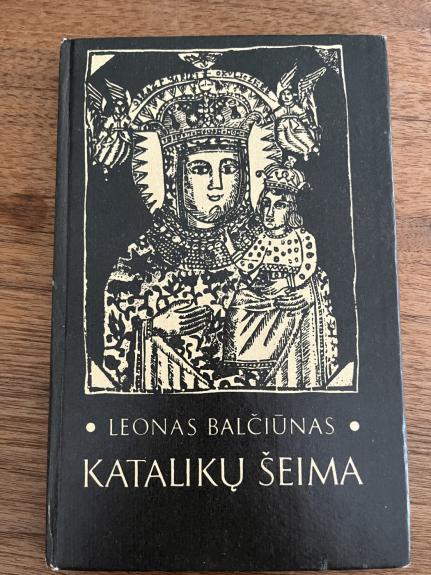 • LEONAS BALČIŪNAS •
KATALIKŲ ŠEIMA